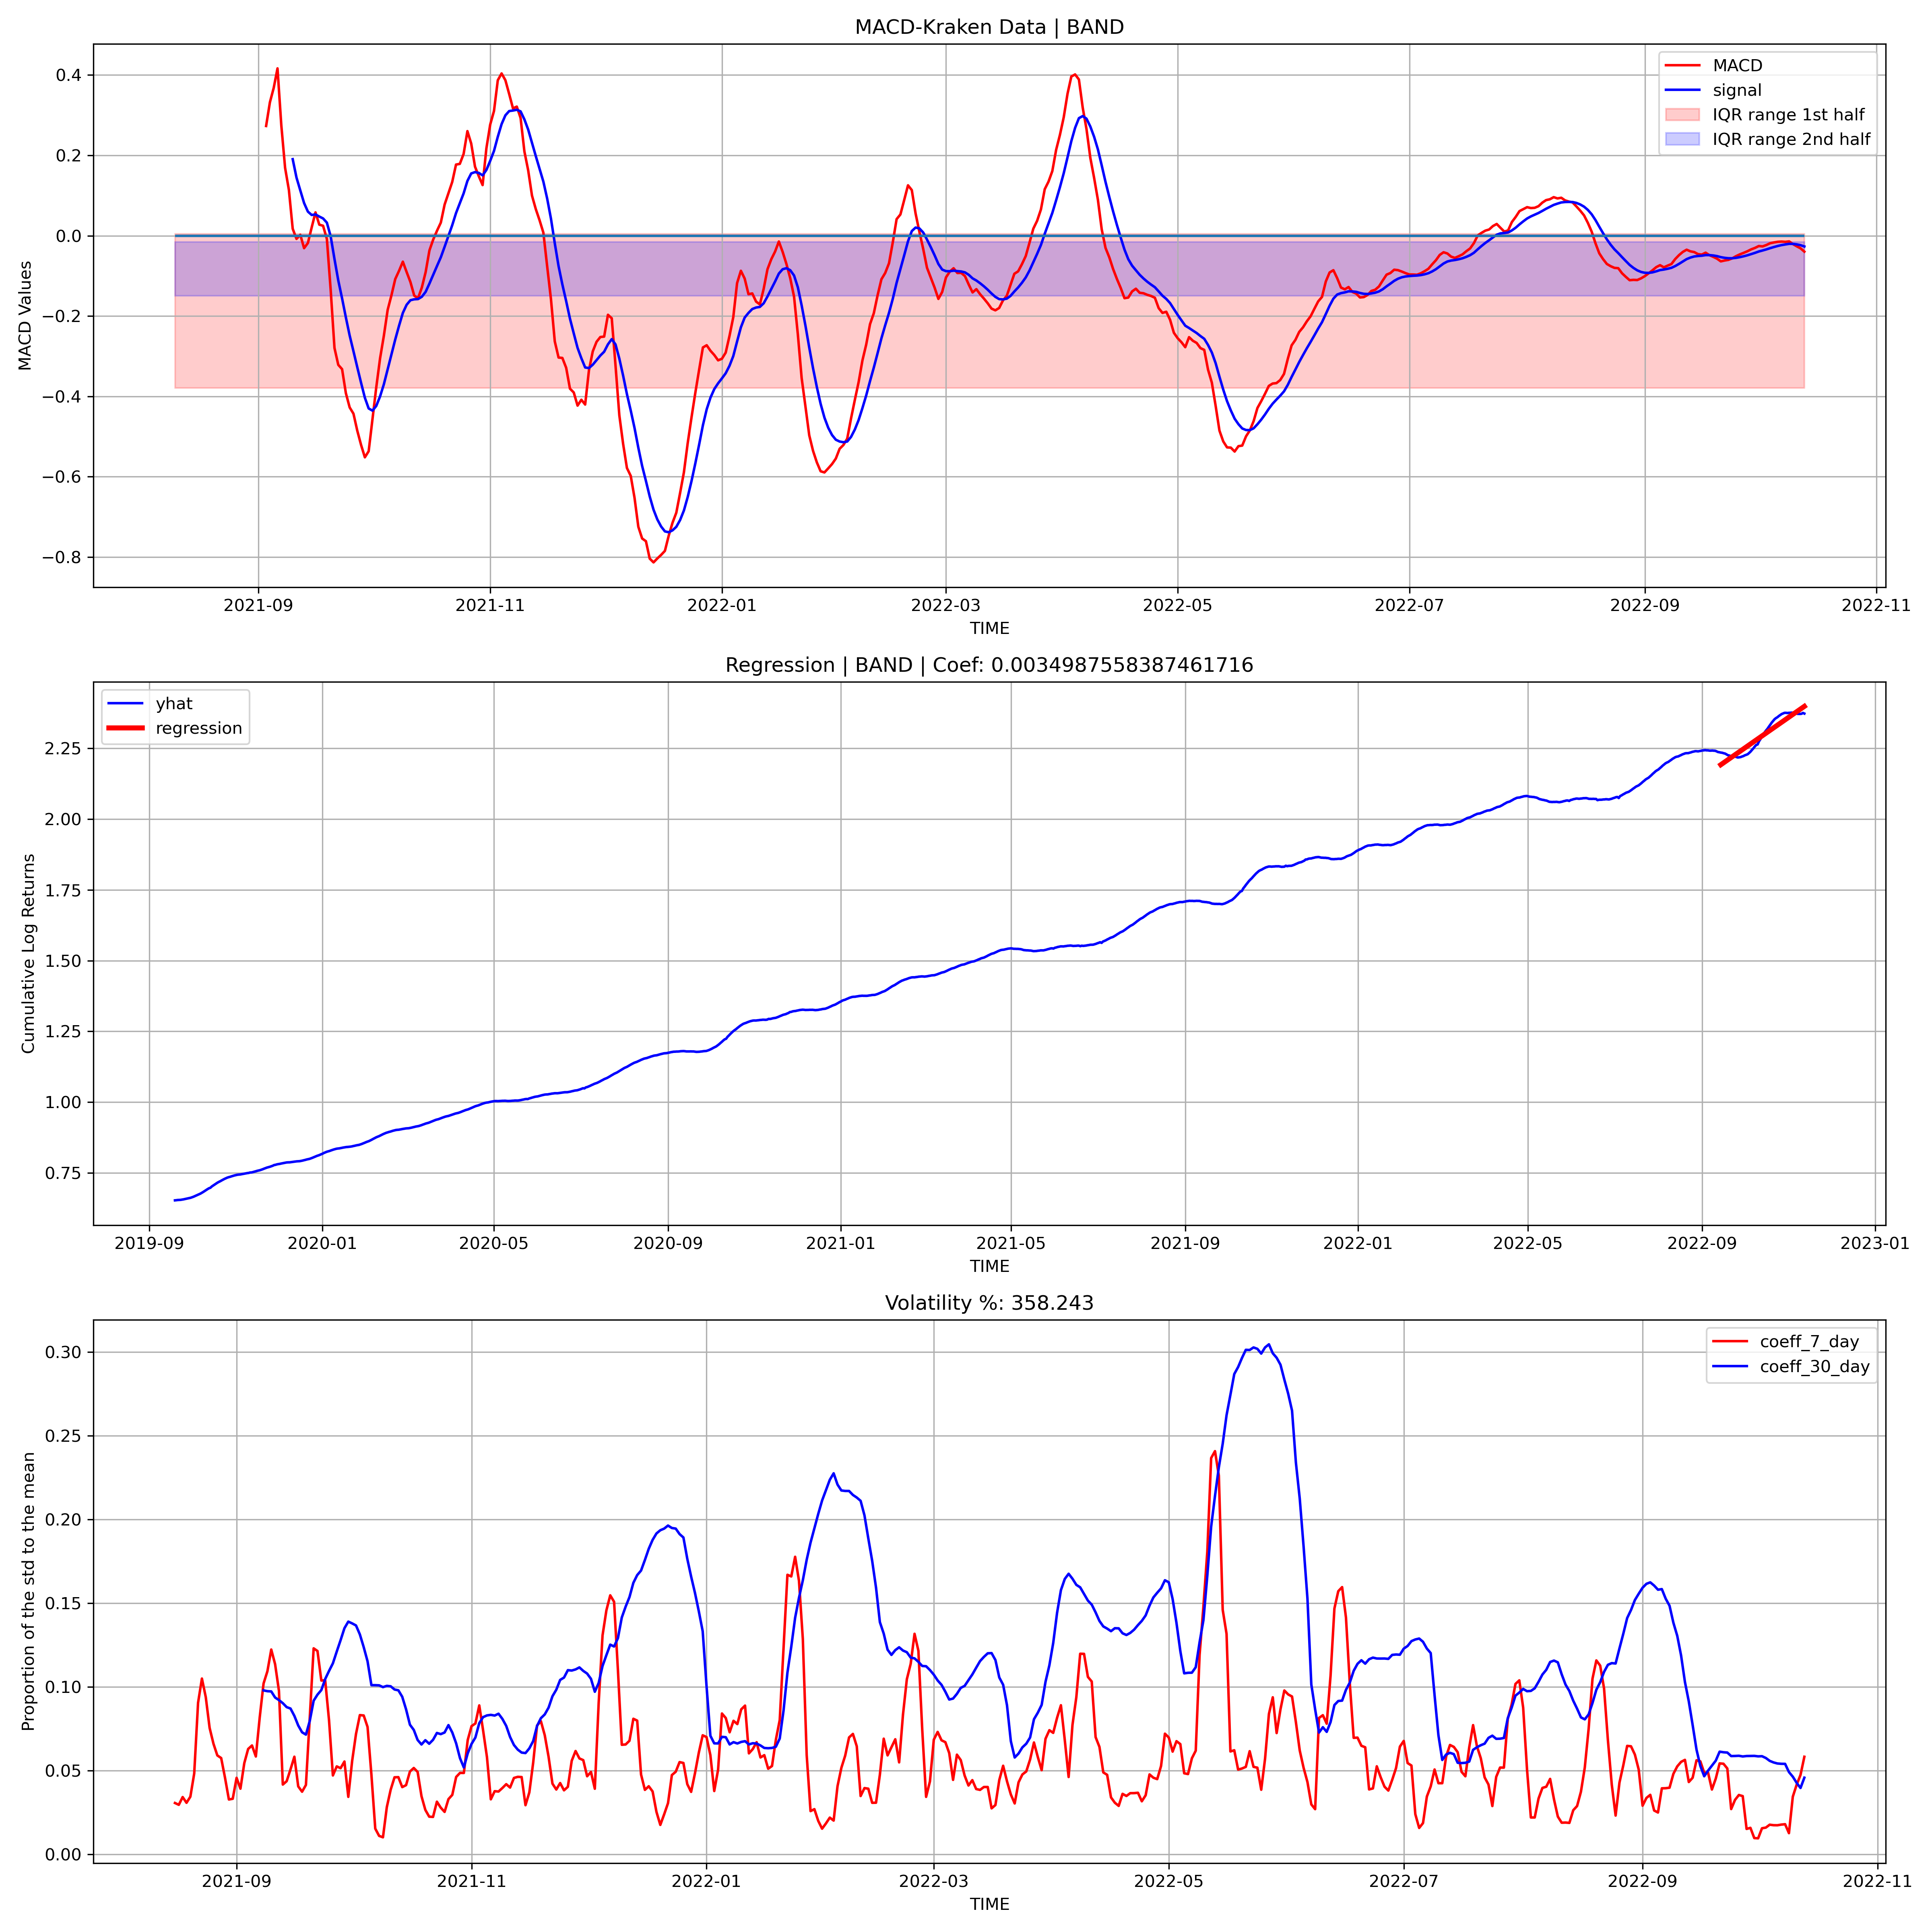 MACD-Kraken Data | BAND
MACD
signal
IQR range 1st half
IQR range 2nd half
MACD Values
0.4
0.2
0.0
−0.2
−0.4
−0.6
−0.8
2021-09 2021-11 2022-01 2022-03 2022-05 2022-07 2022-09 2022-11
TIME
Regression | BAND | Coef: 0.0034987558387461716
yhat
regression
Cumulative Log Returns
2.25
2.00
1.75
1.50
1.25
1.00
0.75
2019-09 2020-01 2020-05 2020-09 2021-01 2021-05 2021-09 2022-01 2022-05 2022-09 2023-01
TIME
Volatility %: 358.243
coeff_7_day
coeff_30_day
Proportion of the std to the mean
0.30
0.25
0.20
0.15
0.10
0.05
0.00
2021-09 2021-11 2022-01 2022-03 2022-05 2022-07 2022-09 2022-11
TIME